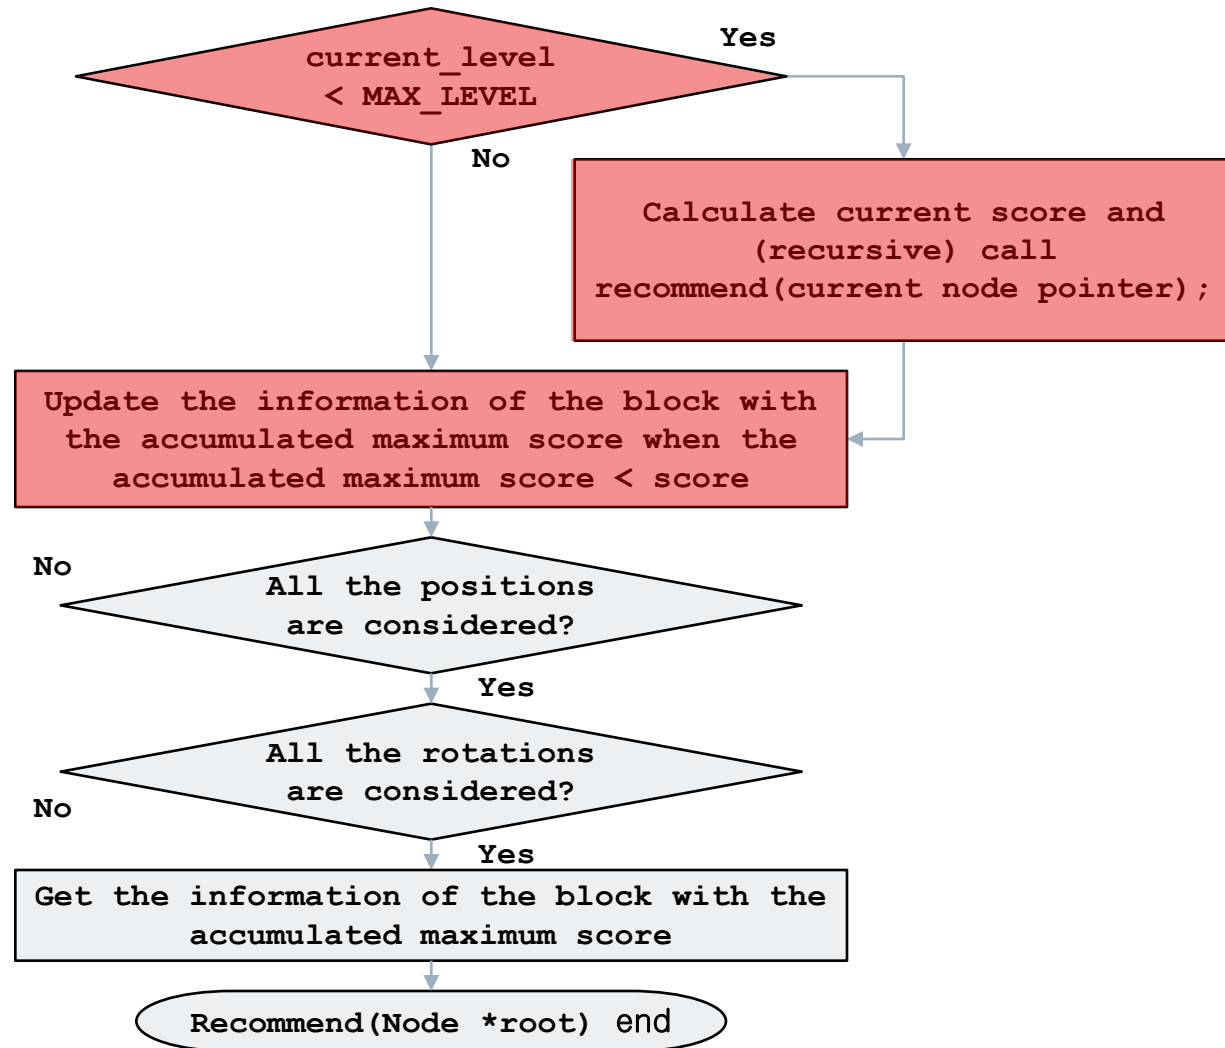 current_level
< MAX_LEVEL
Yes
No
Calculate current score and
(recursive) call
recommend(current node pointer);
Update the information of the block with
the accumulated maximum score when the
accumulated maximum score < score
No
All the positions
are considered?
Yes
All the rotations
are considered?
No
Yes
Get the information of the block with the
accumulated maximum score
Recommend(Node *root) end